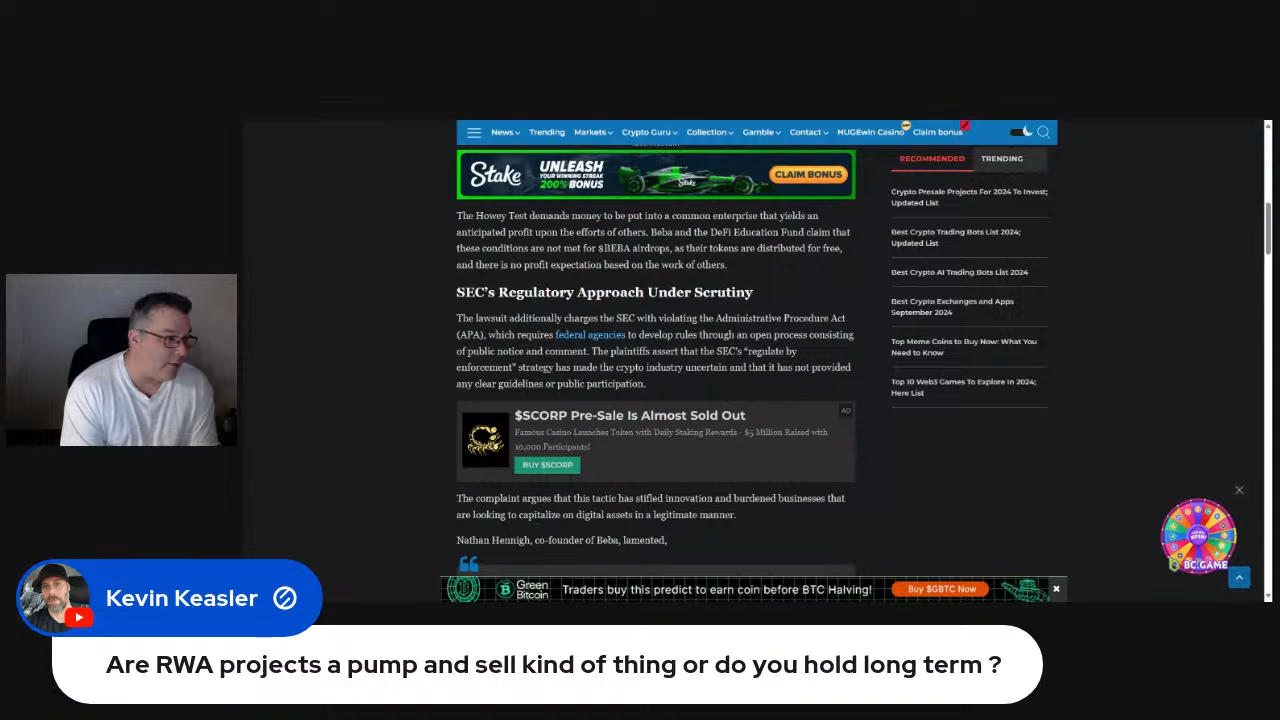 News Trending Markets Crypto Guru Collection Gamble Contact HUGEwin Casino Claim bonus
Stake
UNLEASH
YOUR WINNING STREAK
200% BONUS
Stake
CLAIM BONUS
The Howey Test demands money to be put into a common enterprise that yields an
anticipated profit upon the efforts of others. Beba and the DeFi Education Fund claim that
these conditions are not met for $BEBA airdrops, as their tokens are distributed for free,
and there is no profit expectation based on the work of others.
SEC’s Regulatory Approach Under Scrutiny
The lawsuit additionally charges the SEC with violating the Administrative Procedure Act
(APA), which requires federal agencies to develop rules through an open process consisting
of public notice and comment. The plaintiffs assert that the SEC’s “regulate by
enforcement” strategy has made the crypto industry uncertain and that it has not provided
any clear guidelines or public participation.
$SCORP Pre-Sale Is Almost Sold Out
AD
Famous Casino Launches Token with Daily Staking Rewards - $5 Million Raised with
10,000 Participants!
BUY $SCORP
The complaint argues that this tactic has stifled innovation and burdened businesses that
are looking to capitalize on digital assets in a legitimate manner.
Nathan Hennigh, co-founder of Beba, lamented,
RECOMMENDED TRENDING
Crypto Presale Projects For 2024 To Invest;
Updated List
Best Crypto Trading Bots List 2024;
Updated List
Best Crypto AI Trading Bots List 2024
Best Crypto Exchanges and Apps
September 2024
Top Meme Coins to Buy Now: What You
Need to Know
Top 10 Web3 Games To Explore In 2024;
Here List
BC.GAME
Green
Bitcoin
Traders buy this predict to earn coin before BTC Halving!
Buy $GBTC Now
Kevin Keasler
Are RWA projects a pump and sell kind of thing or do you hold long term ?